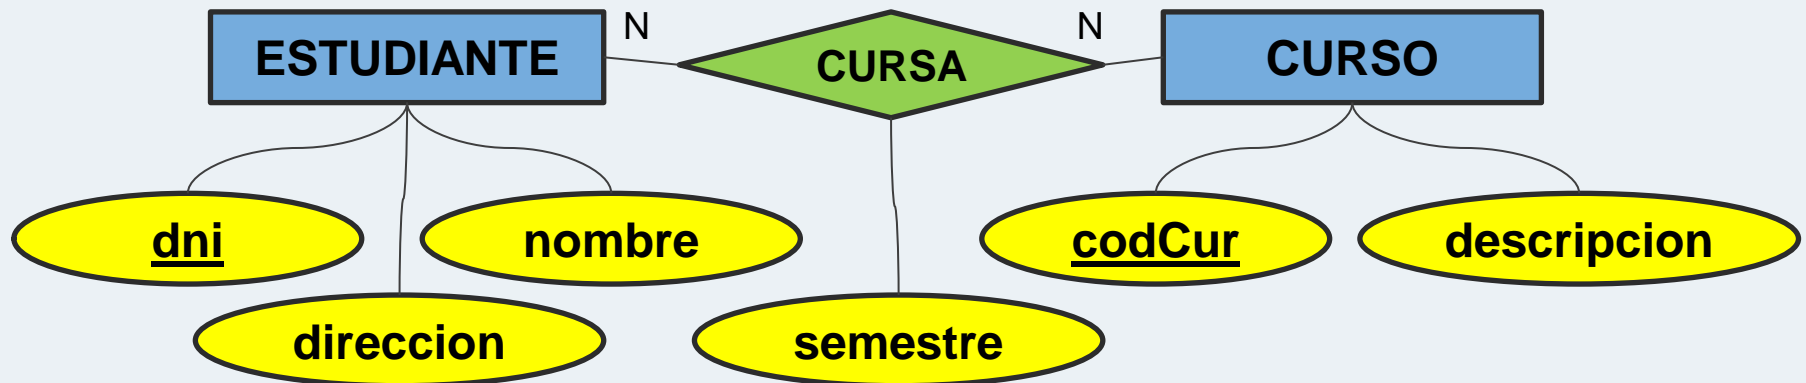 ESTUDIANTE
N
CURSA
N
CURSO
dni
nombre
codCur
descripcion
direccion
semestre